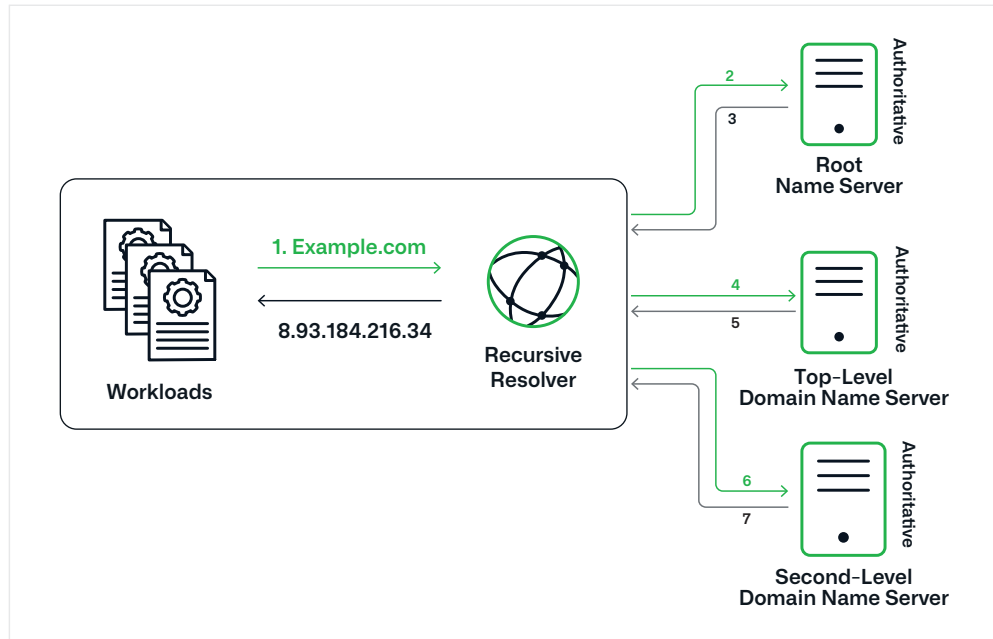 2
3
Authoritative
Root
Name Server
1. Example.com
8.93.184.216.34
Workloads
Recursive
Resolver
4
5
Authoritative
Top-Level
Domain Name Server
6
7
Authoritative
Second-Level
Domain Name Server